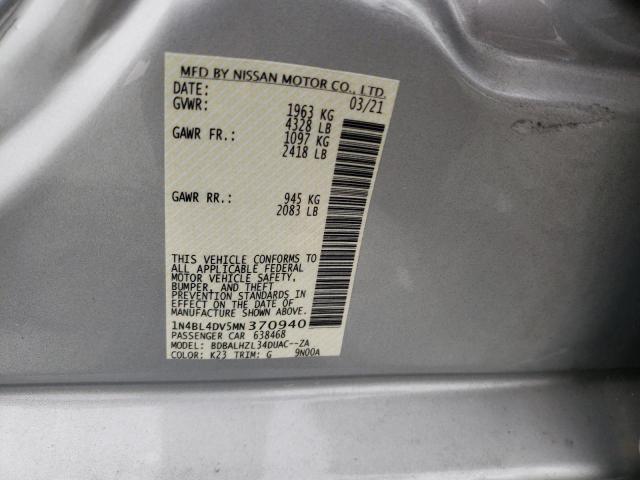 MFD BY NISSAN MOTOR CO., LTD.
DATE: 03/21
GVWR: 1963 KG
4328 LB
GAWR FR.: 1097 KG
2418 LB
GAWR RR.: 945 KG
2083 LB
THIS VEHICLE CONFORMS TO
ALL APPLICABLE FEDERAL
MOTOR VEHICLE SAFETY,
BUMPER, AND THEFT
PREVENTION STANDARDS IN
EFFECT ON THE DATE OF
MANUFACTURE SHOWN ABOVE.
1N4BL4DV5MN370940
PASSENGER CAR 638468
MODEL: BDBALHZL34DUAC--ZA
COLOR: K23 TRIM: G 9N00A